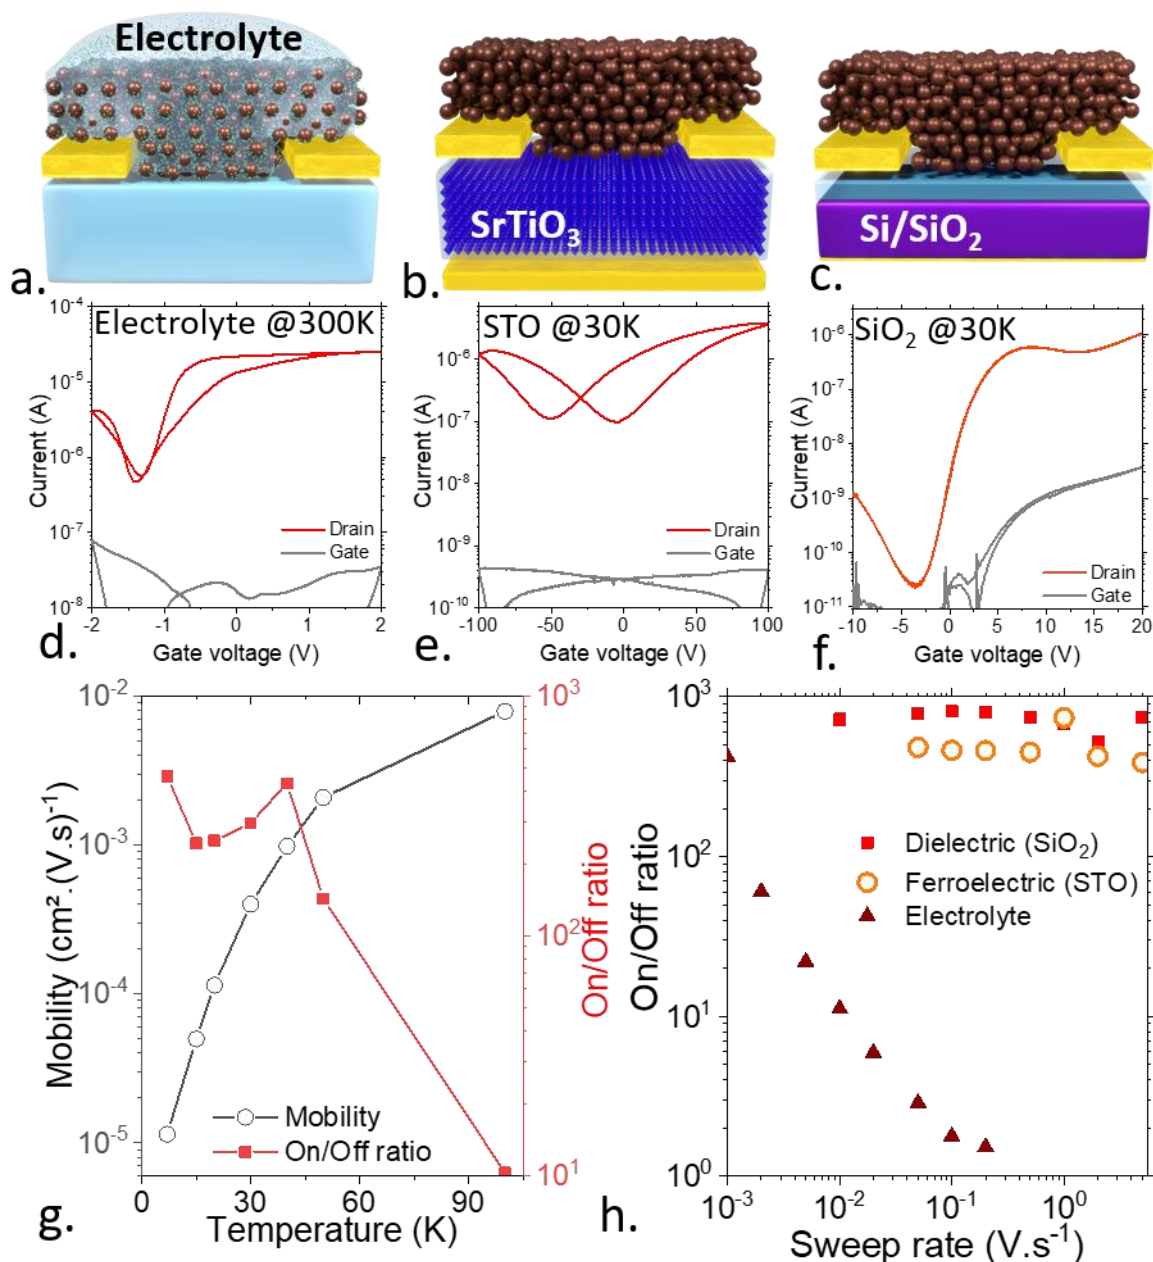 Electrolyte
SrTiO₃
Si/SiO₂
a.
b.
c.
Electrolyte @300K
Current (A)
10⁻⁴
10⁻⁵
10⁻⁶
10⁻⁷
10⁻⁸
Drain
Gate
-2 -1 0 1 2
Gate voltage (V)
d.
STO @30K
Current (A)
10⁻⁶
10⁻⁷
10⁻⁸
10⁻⁹
10⁻¹⁰
Drain
Gate
-100 -50 0 50 100
Gate voltage (V)
e.
SiO₂ @30K
Current (A)
10⁻⁶
10⁻⁷
10⁻⁸
10⁻⁹
10⁻¹⁰
10⁻¹¹
Drain
Gate
-10 -5 0 5 10 15 20
Gate voltage (V)
f.
Mobility (cm².(V.s)⁻¹)
10⁻²
10⁻³
10⁻⁴
10⁻⁵
Mobility
On/Off ratio
10³
10²
10¹
On/Off ratio
0 30 60 90
Temperature (K)
g.
On/Off ratio
10³
10²
10¹
10⁰
Dielectric (SiO₂)
Ferroelectric (STO)
Electrolyte
10⁻³ 10⁻² 10⁻¹ 10⁰
Sweep rate (V.s⁻¹)
h.